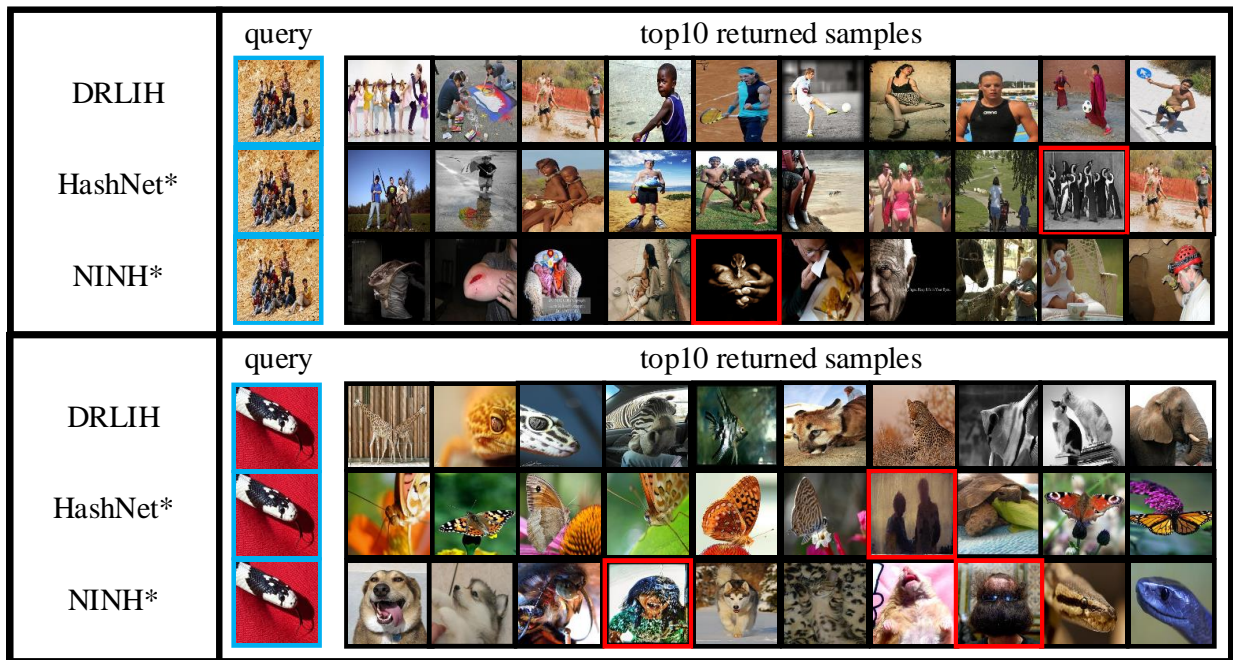 query top10 returned samples
DRLIH
HashNet*
NINH*
query top10 returned samples
DRLIH
HashNet*
NINH*